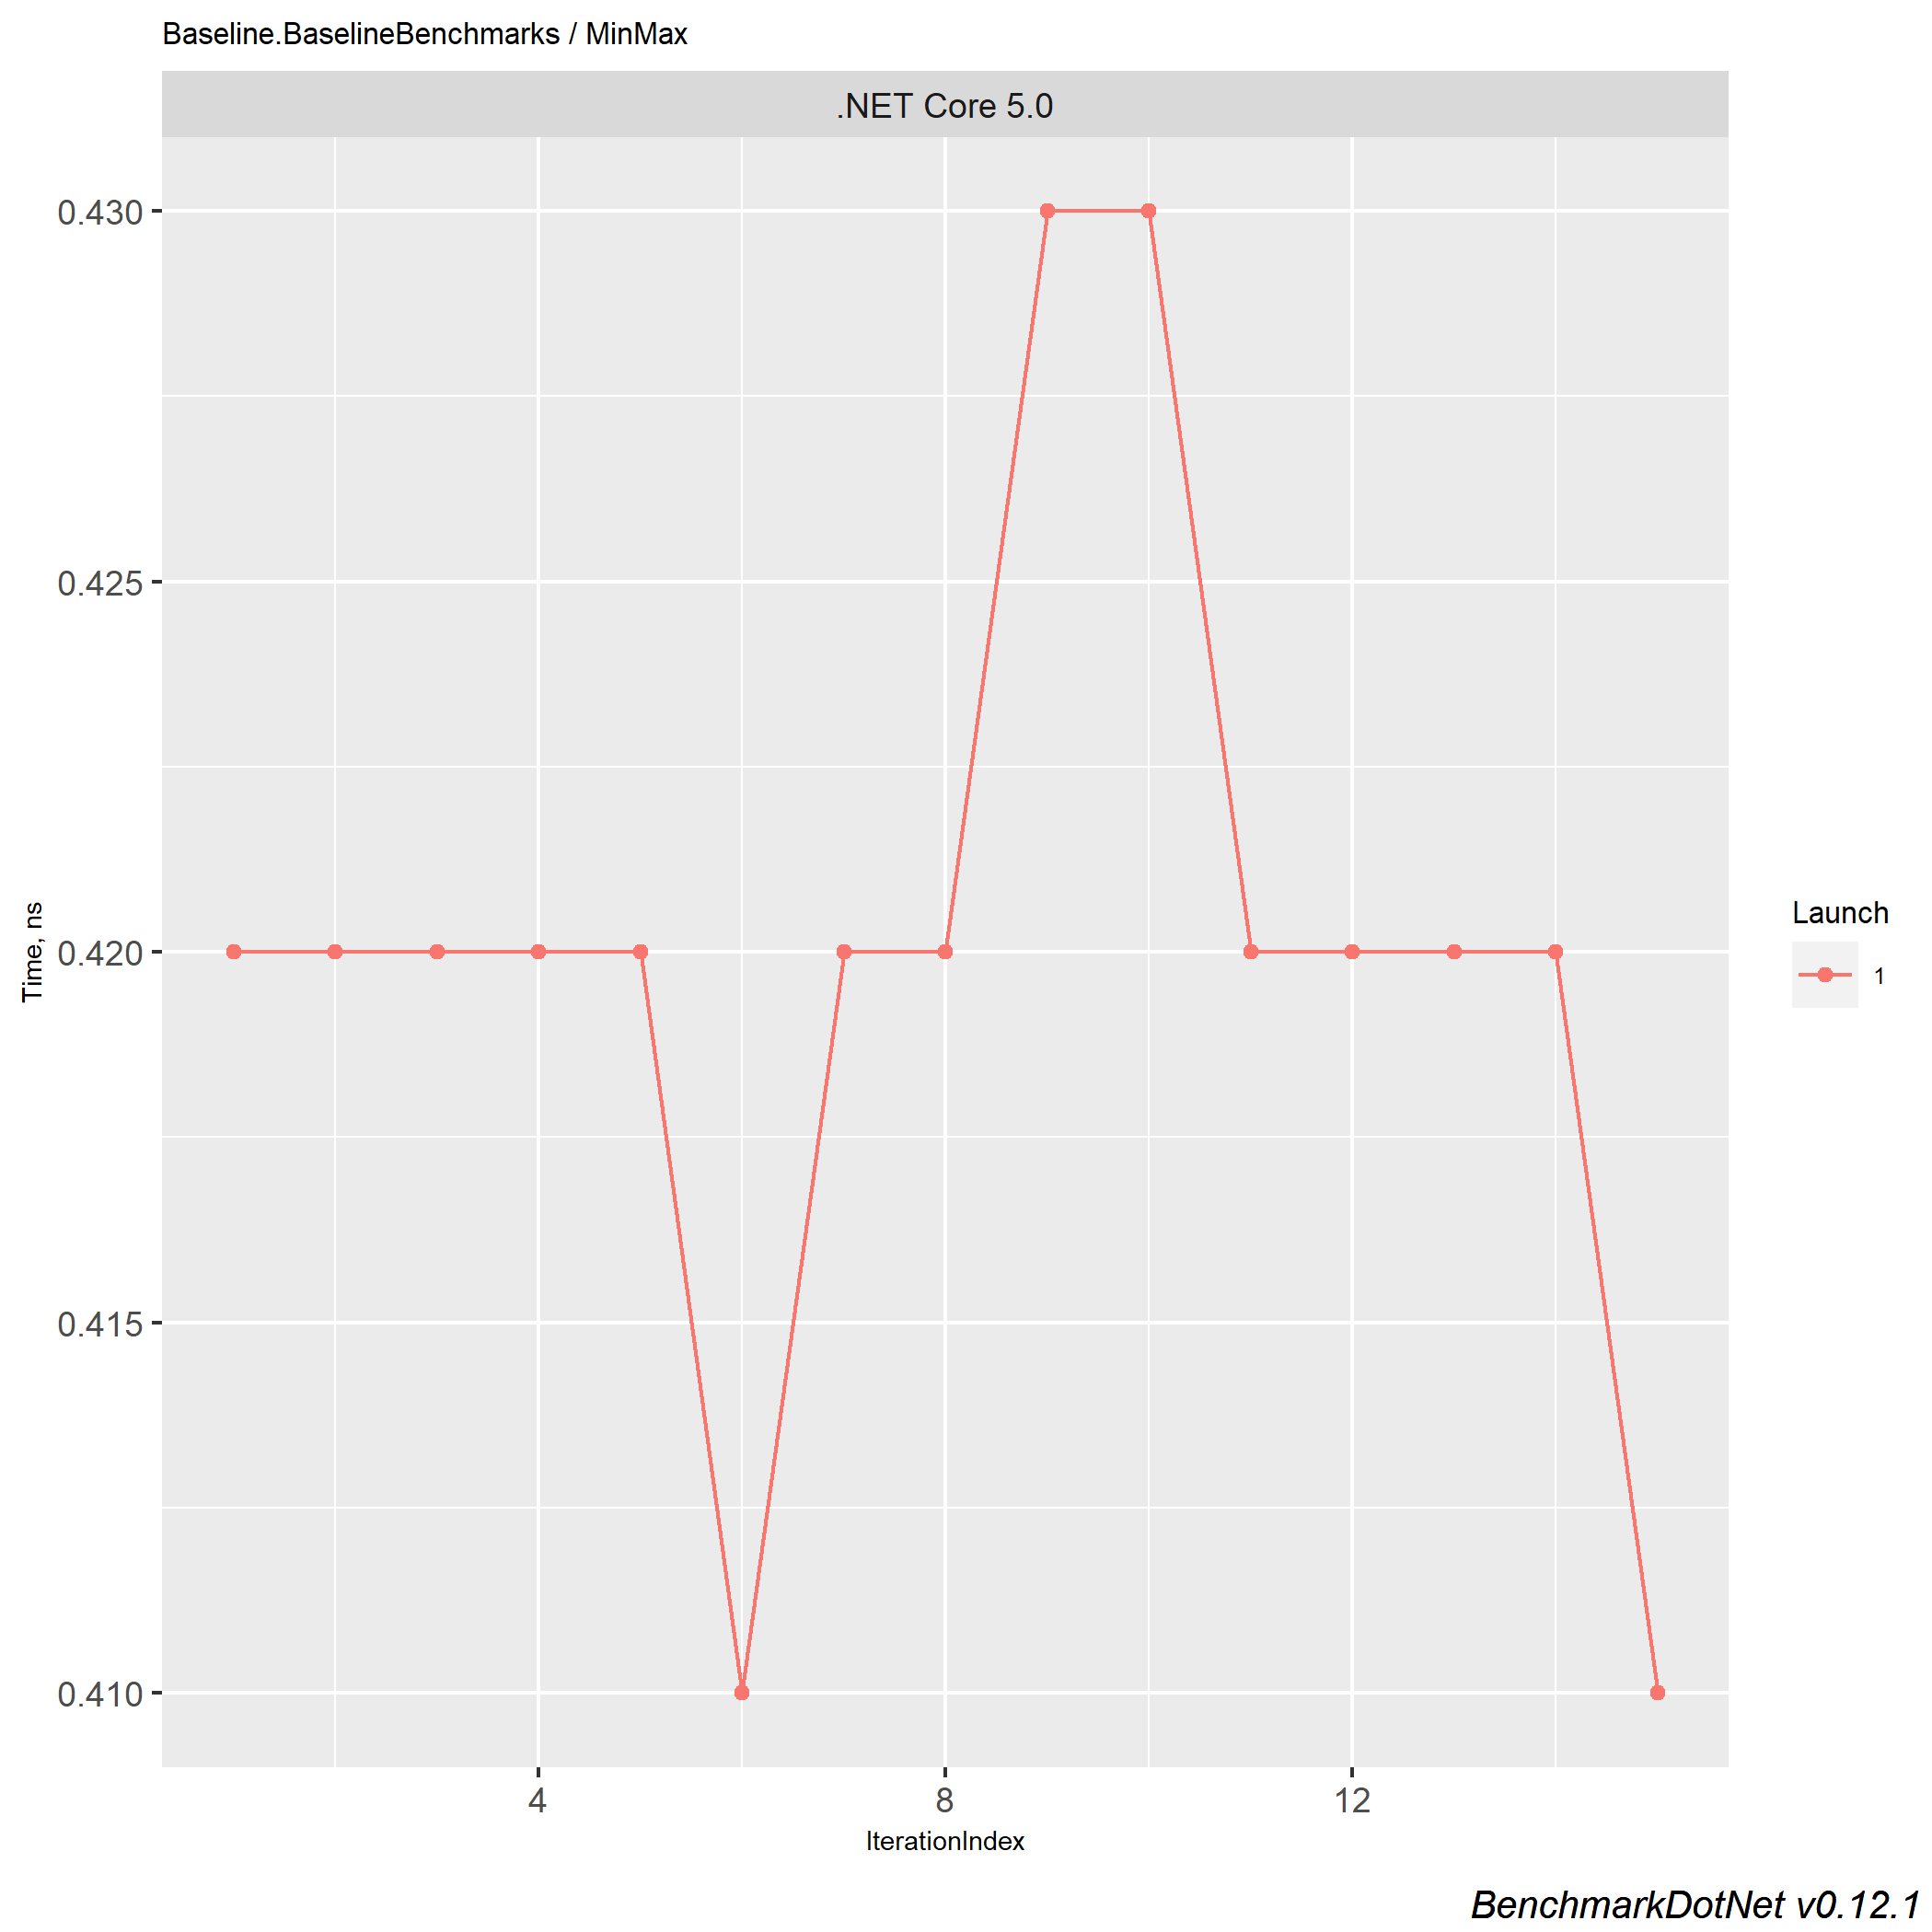 Baseline.BaselineBenchmarks / MinMax
.NET Core 5.0
0.430
0.425
0.420
0.415
0.410
Time, ns
4 8 12
IterationIndex
Launch
1
BenchmarkDotNet v0.12.1